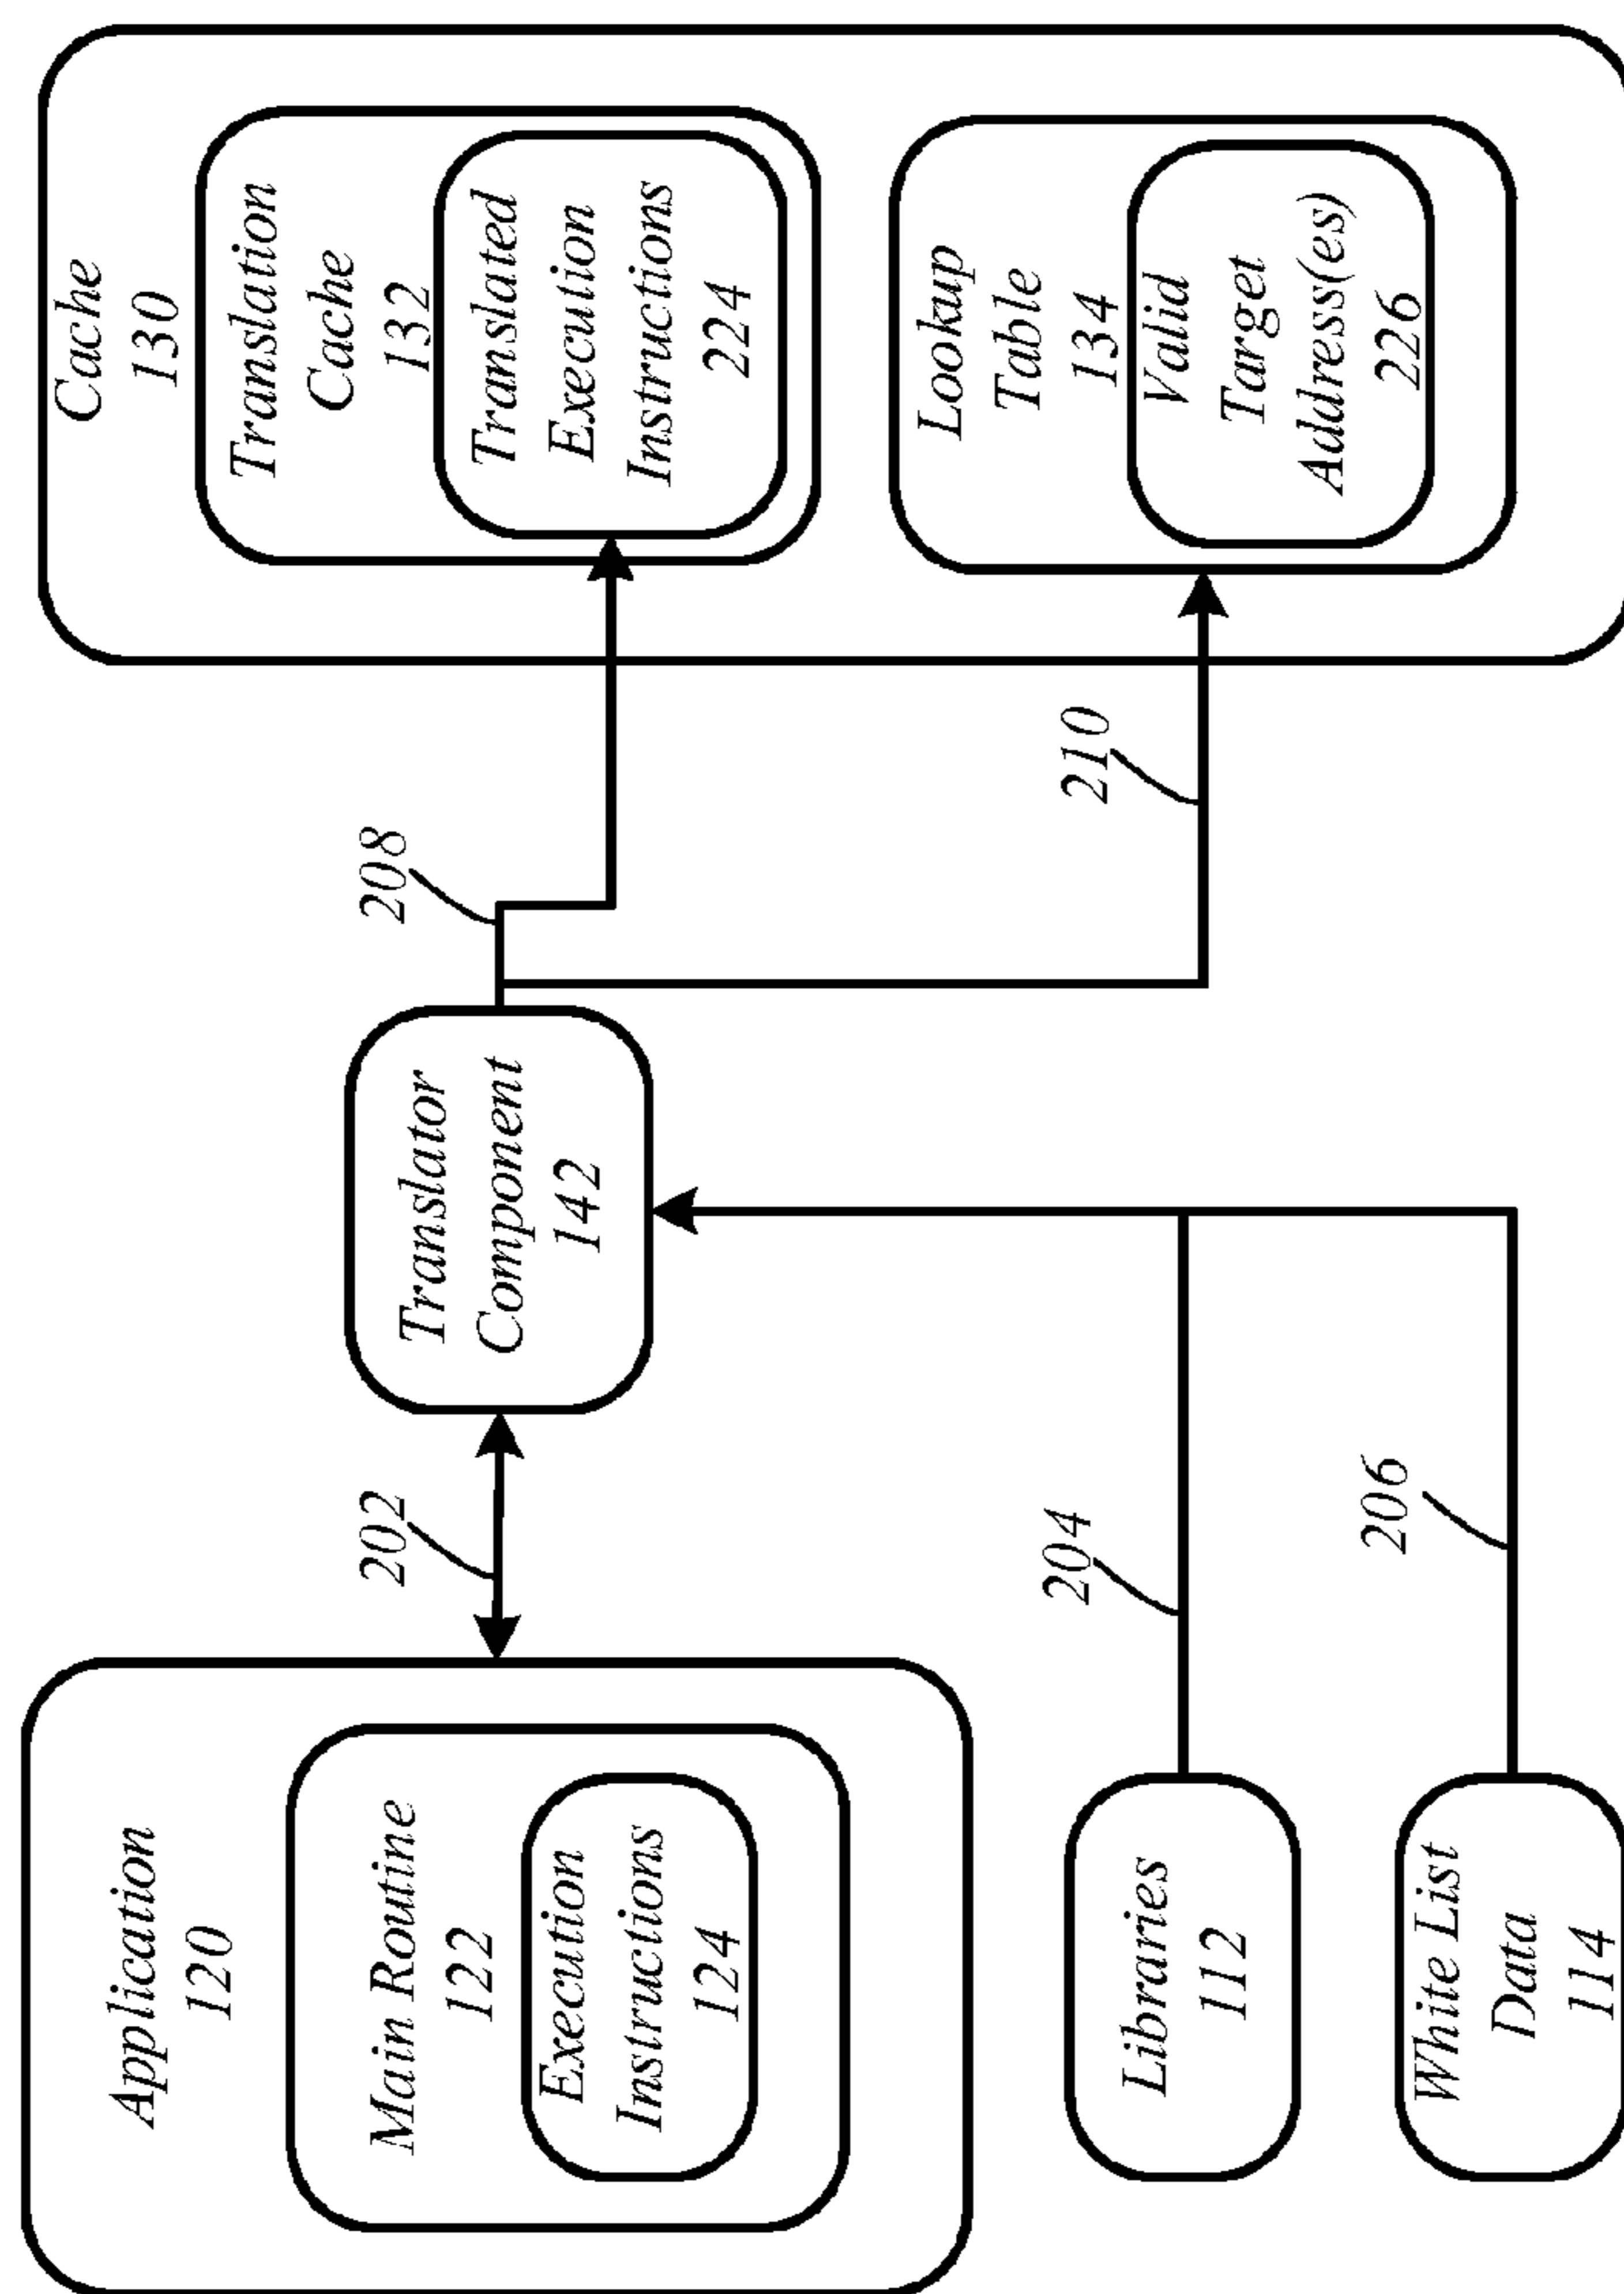 Application
120
Main Routine
122
Execution
Instructions
124
Libraries
112
White List
Data
114
202
204
206
Translator
Component
142
208
210
Cache
130
Translation
Cache
132
Translated
Execution
Instructions
224
Lookup
Table
134
Valid
Target
Address(es)
226